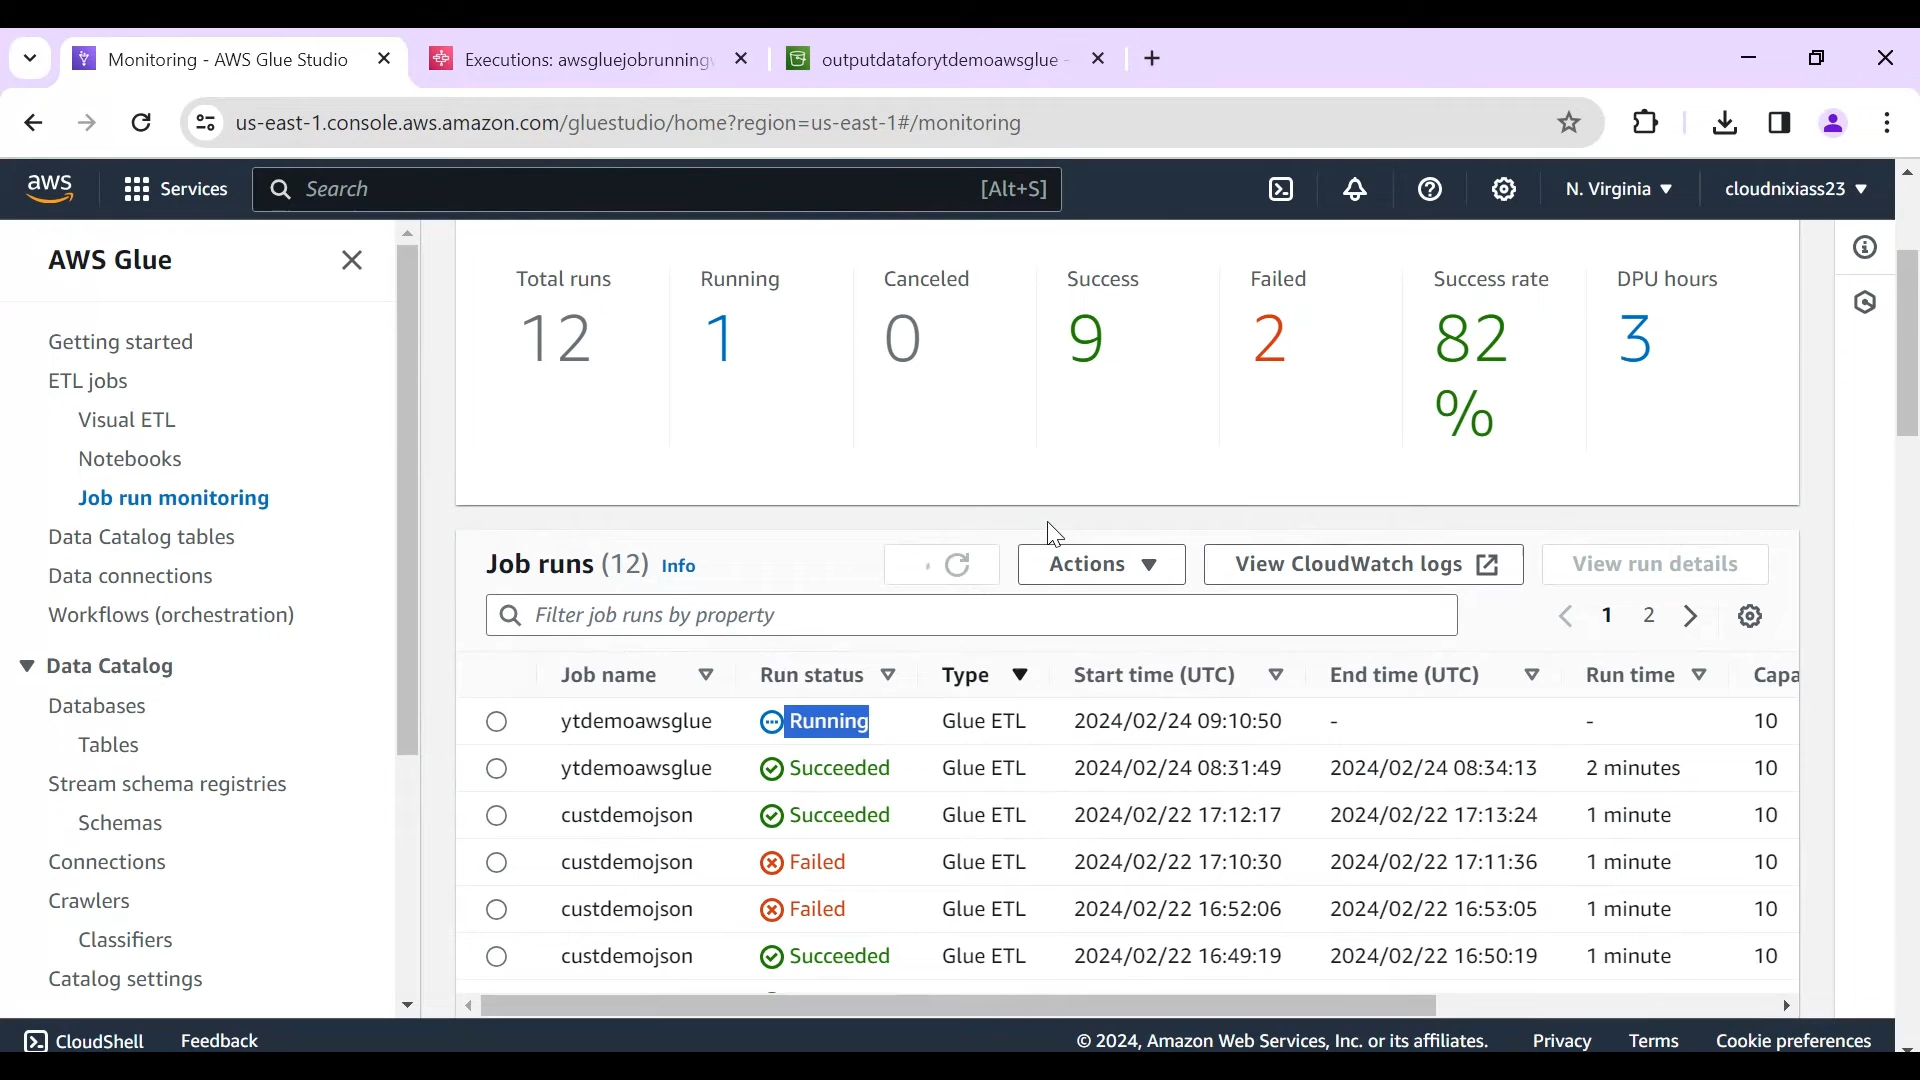 Monitoring - AWS Glue Studio
Executions: awsgluejobrunning
outputdataforytdemoawsglue -
us-east-1.console.aws.amazon.com/gluestudio/home?region=us-east-1#/monitoring
aws
Services
Search
[Alt+S]
N. Virginia
cloudnixiass23
AWS Glue
Getting started
ETL jobs
Visual ETL
Notebooks
Job run monitoring
Data Catalog tables
Data connections
Workflows (orchestration)
Data Catalog
Databases
Tables
Stream schema registries
Schemas
Connections
Crawlers
Classifiers
Catalog settings
Total runs Running Canceled Success Failed Success rate DPU hours
12 1 0 9 2 82 3
%
Job runs (12) Info
Actions
View CloudWatch logs
View run details
Filter job runs by property
1 2
Job name Run status Type Start time (UTC) End time (UTC) Run time Capa
ytdemoawsglue Running Glue ETL 2024/02/24 09:10:50 - - 10
ytdemoawsglue Succeeded Glue ETL 2024/02/24 08:31:49 2024/02/24 08:34:13 2 minutes 10
custdemojson Succeeded Glue ETL 2024/02/22 17:12:17 2024/02/22 17:13:24 1 minute 10
custdemojson Failed Glue ETL 2024/02/22 17:10:30 2024/02/22 17:11:36 1 minute 10
custdemojson Failed Glue ETL 2024/02/22 16:52:06 2024/02/22 16:53:05 1 minute 10
custdemojson Succeeded Glue ETL 2024/02/22 16:49:19 2024/02/22 16:50:19 1 minute 10
CloudShell Feedback © 2024, Amazon Web Services, Inc. or its affiliates. Privacy Terms Cookie preferences